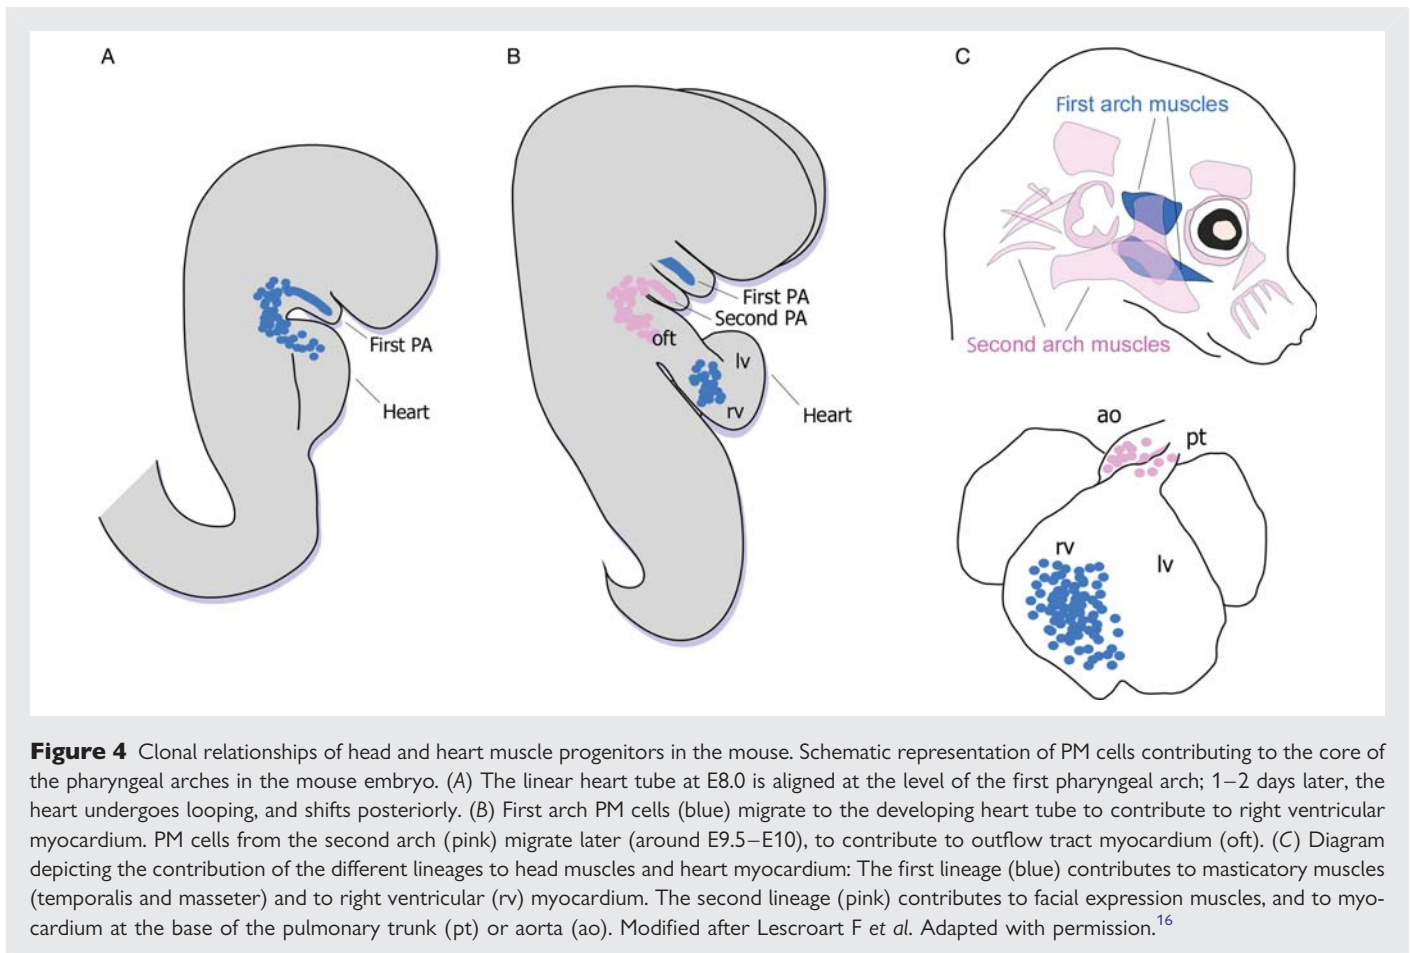 A
B
C
First PA
Heart
First PA
Second PA
oft
lv
rv
Heart
First arch muscles
Second arch muscles
ao
pt
rv
lv
Figure 4 Clonal relationships of head and heart muscle progenitors in the mouse. Schematic representation of PM cells contributing to the core of
the pharyngeal arches in the mouse embryo. (A) The linear heart tube at E8.0 is aligned at the level of the first pharyngeal arch; 1–2 days later, the
heart undergoes looping, and shifts posteriorly. (B) First arch PM cells (blue) migrate to the developing heart tube to contribute to right ventricular
myocardium. PM cells from the second arch (pink) migrate later (around E9.5–E10), to contribute to outflow tract myocardium (oft). (C) Diagram
depicting the contribution of the different lineages to head muscles and heart myocardium: The first lineage (blue) contributes to masticatory muscles
(temporalis and masseter) and to right ventricular (rv) myocardium. The second lineage (pink) contributes to facial expression muscles, and to myo-
cardium at the base of the pulmonary trunk (pt) or aorta (ao). Modified after Lescroart F et al. Adapted with permission.16